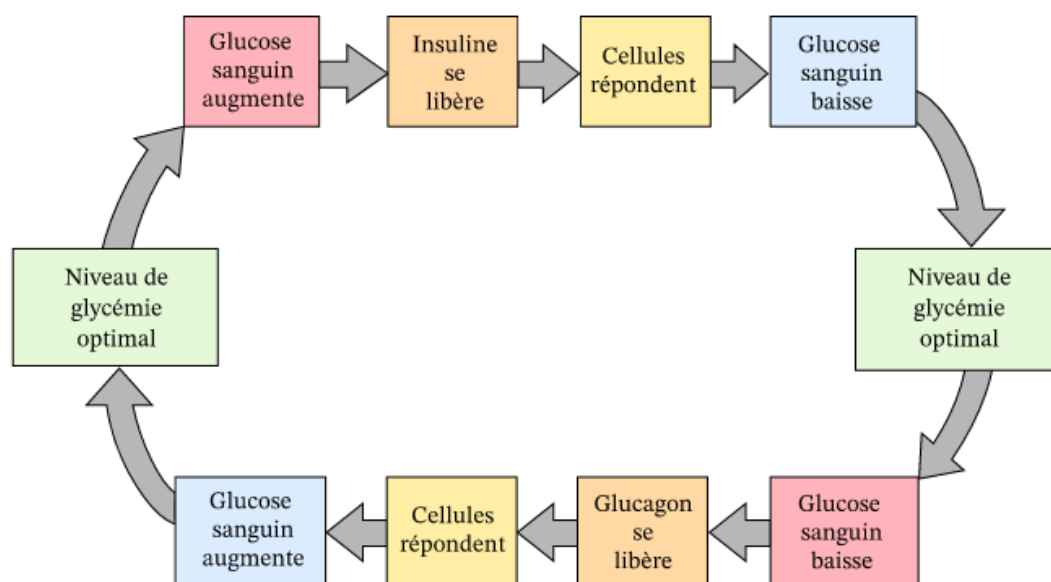 Glucose
sanguin
augmente
Insuline
se
libère
Cellules
répondent
Glucose
sanguin
baisse
Niveau de
glycémie
optimal
Niveau de
glycémie
optimal
Glucose
sanguin
augmente
Cellules
répondent
Glucagon
se
libère
Glucose
sanguin
baisse